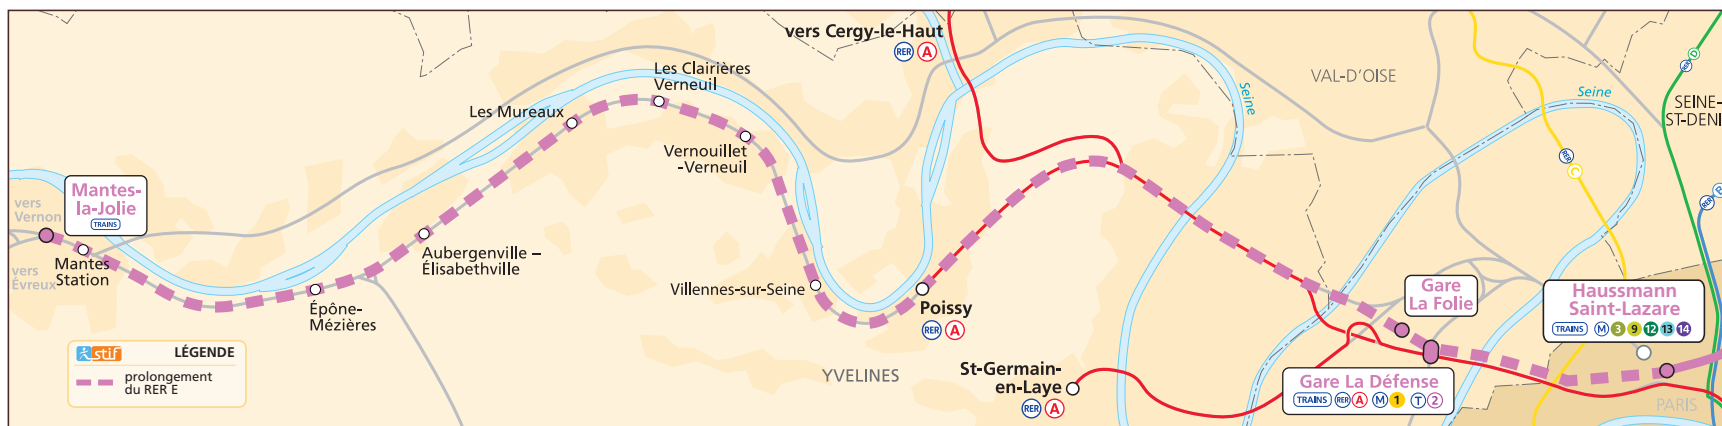 vers Cergy-le-Haut
RER A
Les Clairières
Verneuil
Les Mureaux
Vernouillet
-Verneuil
Seine
VAL-D'OISE
Seine
RER D
SEINE-
ST-DENI
RER C
RER
Mantes-
la-Jolie
TRAINS
vers
Vernon
Mantes
Station
vers
Évreux
Aubergenville –
Élisabethville
Épône-
Mézières
Villennes-sur-Seine
Poissy
RER A
Gare
La Folie
Haussmann
Saint-Lazare
TRAINS M 3 9 12 13 14
stif
LÉGENDE
prolongement
du RER E
YVELINES
St-Germain-
en-Laye
RER A
Gare La Défense
TRAINS RER A M 1 T 2
PARIS